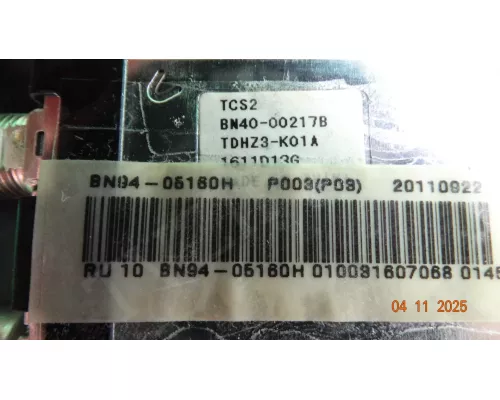 TCS2
BN40-00217B
TDHZ3-K01A
1611D13G
BN94-05160H P003(P03) 20110922
RU 10 BN94-05160H 010031607068 0145
04 11 2025